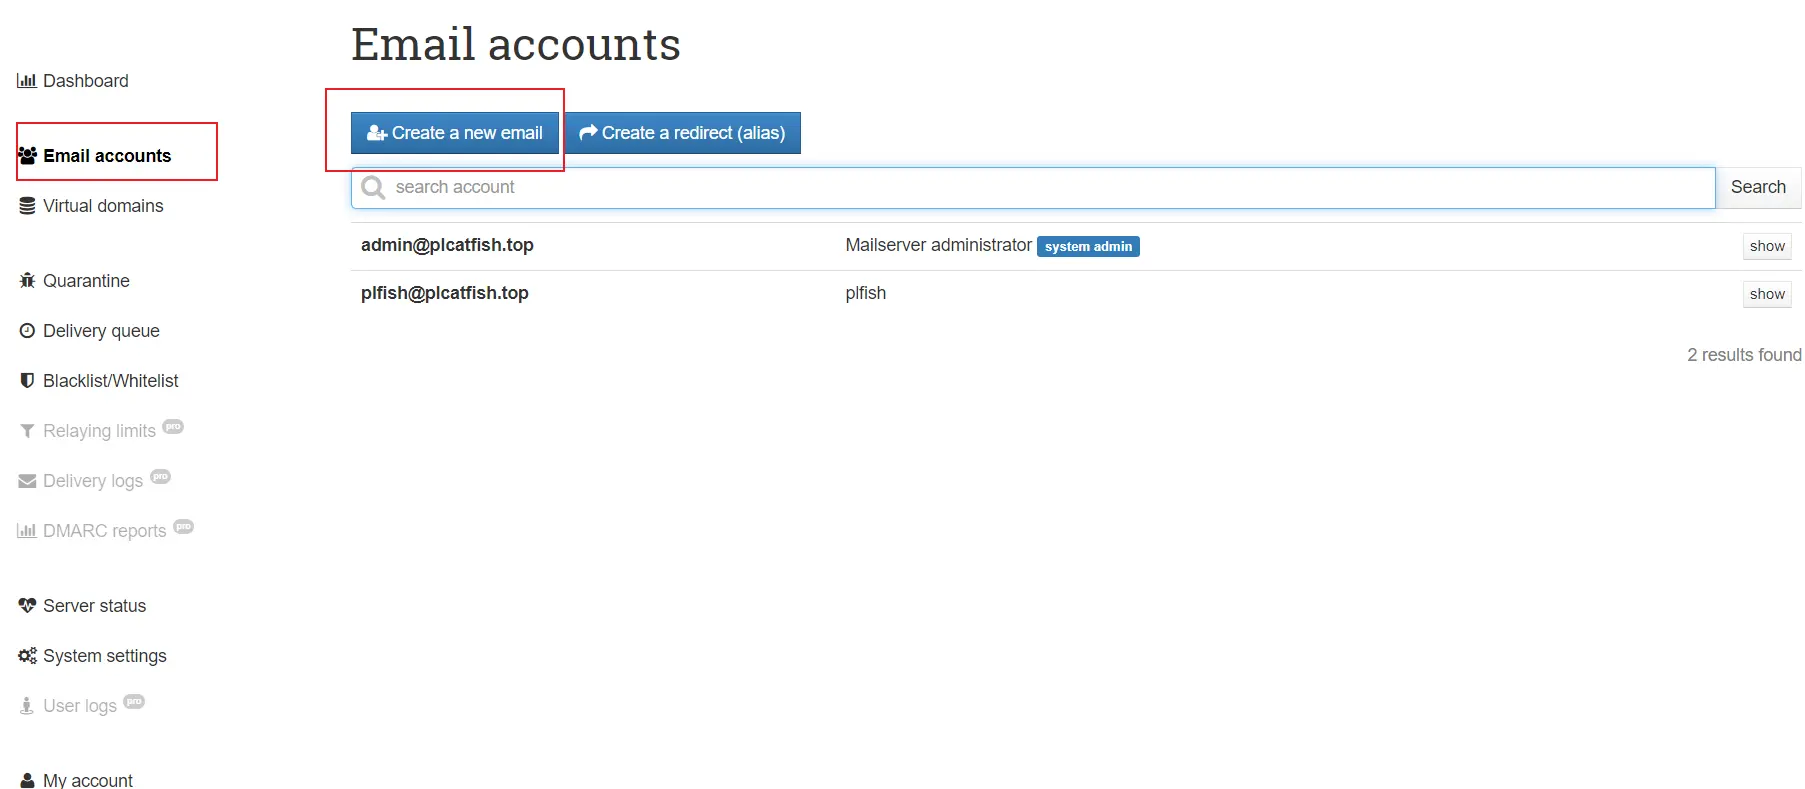 Email accounts
Dashboard
Email accounts
Virtual domains
Quarantine
Delivery queue
Blacklist/Whitelist
Relaying limits pro
Delivery logs pro
DMARC reports pro
Server status
System settings
User logs pro
My account
Create a new email
Create a redirect (alias)
search account
Search
admin@plcatfish.top Mailserver administrator system admin show
plfish@plcatfish.top plfish show
2 results found